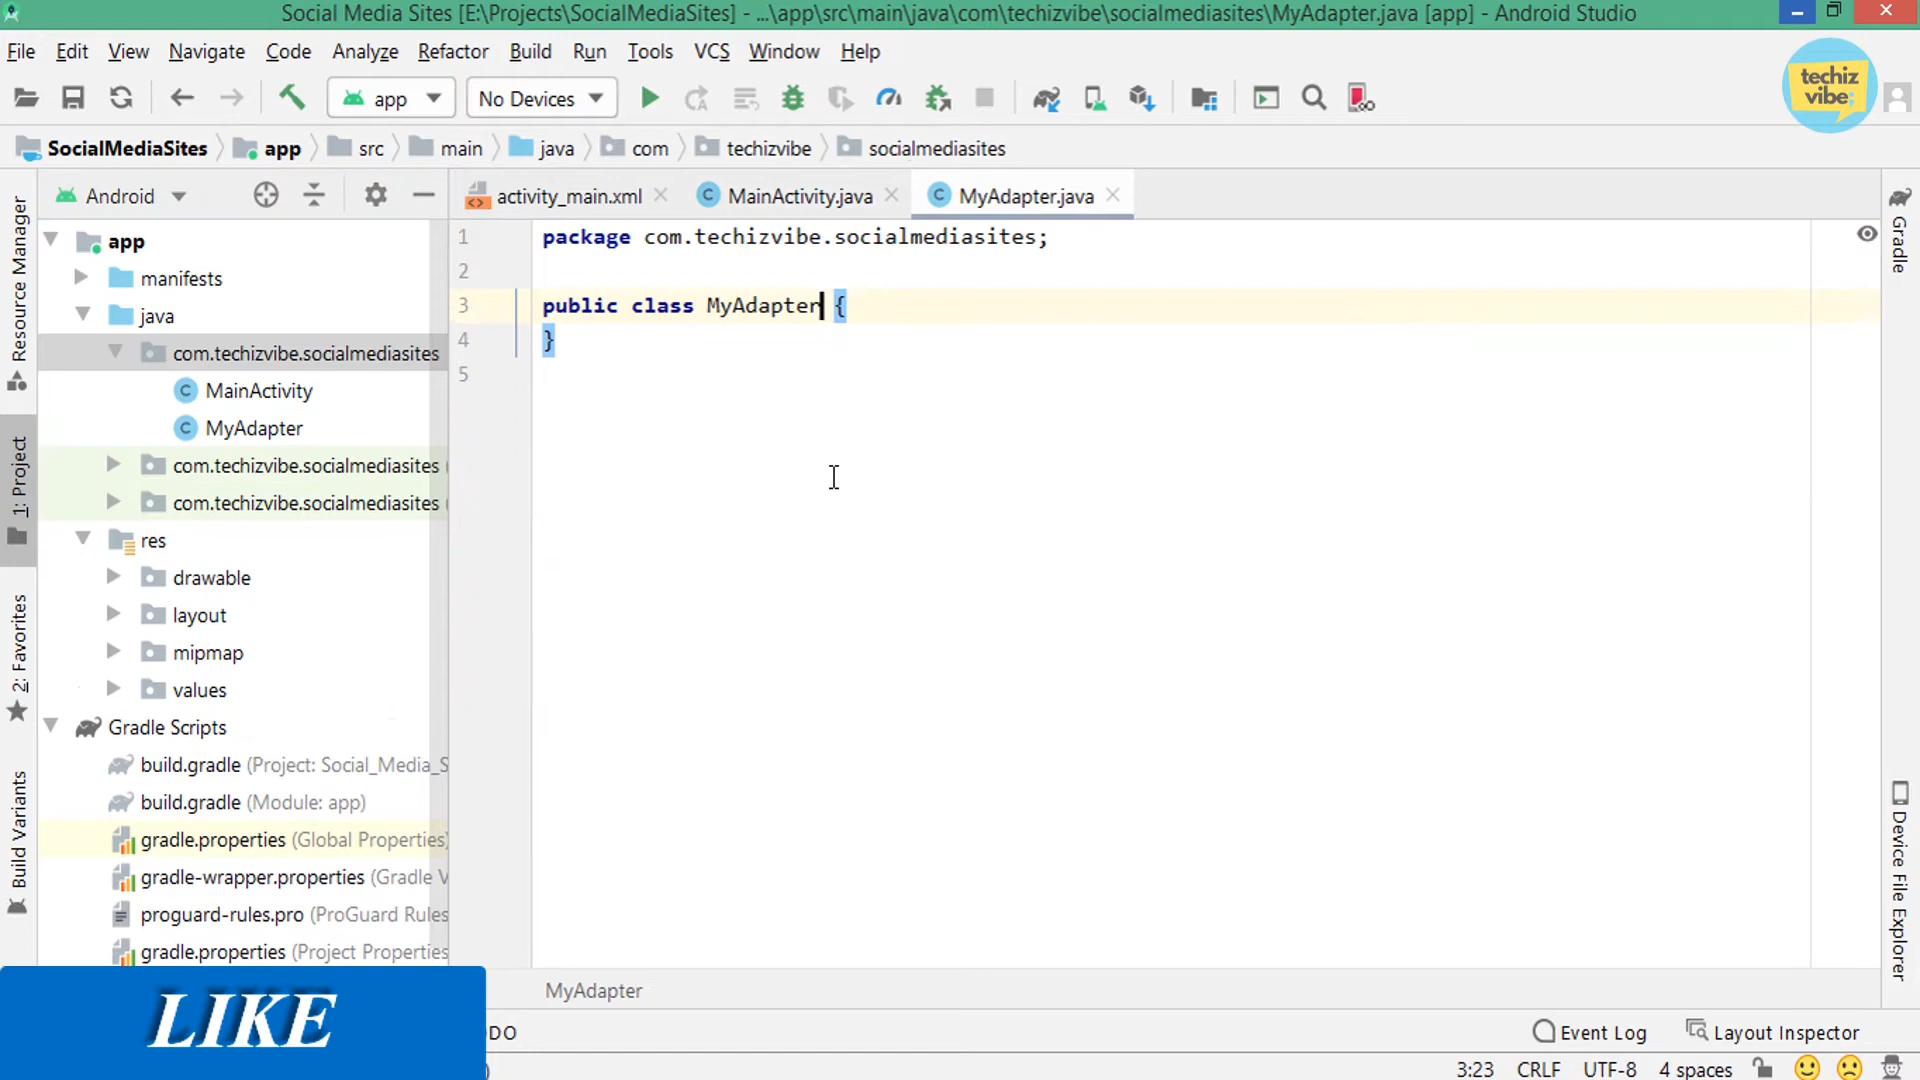 Social Media Sites [E:\Projects\SocialMediaSites] - ...\app\src\main\java\com\techizvibe\socialmediasites\MyAdapter.java [app] - Android Studio
File Edit View Navigate Code Analyze Refactor Build Run Tools VCS Window Help
techiz
vibe;
app No Devices
SocialMediaSites app src main java com techizvibe socialmediasites
Android activity_main.xml MainActivity.java MyAdapter.java
Resource Manager
1: Project
2: Favorites
Build Variants
app
manifests
java
com.techizvibe.socialmediasites
MainActivity
MyAdapter
com.techizvibe.socialmediasites (
com.techizvibe.socialmediasites (
res
drawable
layout
mipmap
values
Gradle Scripts
build.gradle (Project: Social_Media_S
build.gradle (Module: app)
gradle.properties (Global Properties)
gradle-wrapper.properties (Gradle V
proguard-rules.pro (ProGuard Rules
gradle.properties (Project Properties
1 package com.techizvibe.socialmediasites;
2
3 public class MyAdapter {
4 }
5
Gradle
Device File Explorer
MyAdapter
LIKE
DO
Event Log Layout Inspector
) 3:23 CRLF UTF-8 4 spaces